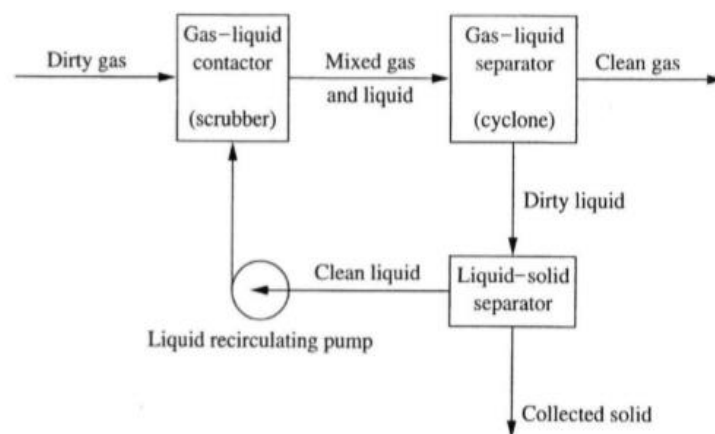 Dirty gas
Gas-liquid
contactor
(scrubber)
Mixed gas
and liquid
Gas-liquid
separator
(cyclone)
Clean gas
Dirty liquid
Clean liquid
Liquid-solid
separator
Liquid recirculating pump
Collected solid